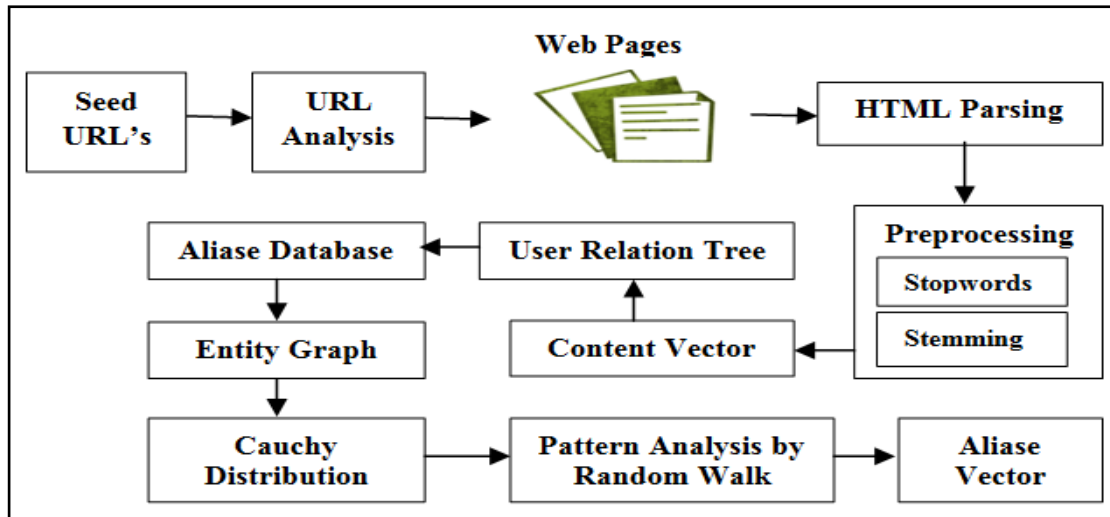 Web Pages
Seed
URL's
URL
Analysis
HTML Parsing
Preprocessing
Stopwords
Stemming
Content Vector
User Relation Tree
Aliase Database
Entity Graph
Cauchy
Distribution
Pattern Analysis by
Random Walk
Aliase
Vector